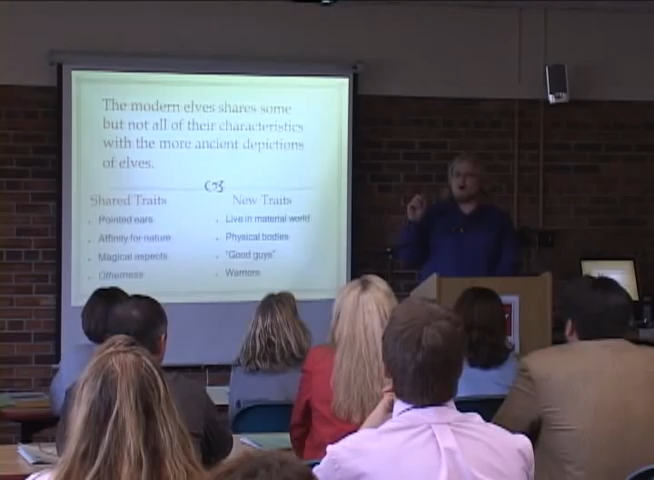 The modern elves shares some
but not all of their characteristics
with the more ancient depictions
of elves.
Shared Traits
Pointed ears
Affinity for nature
Magical aspects
Otherness
New Traits
Live in material world
Physical bodies
"Good guys"
Warriors